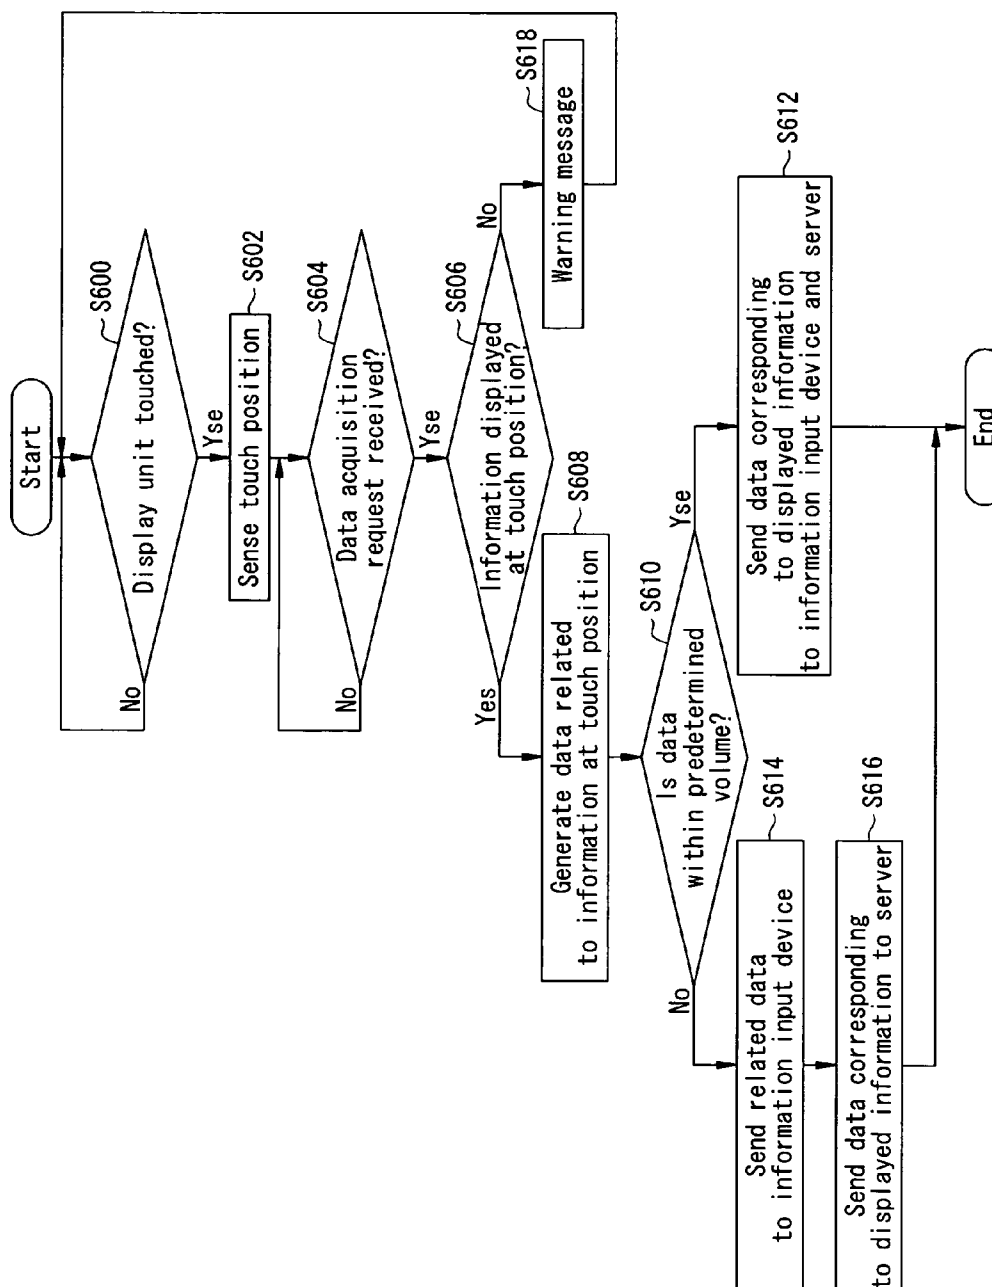 Start
Display unit touched?
S600
No
Yse
Sense touch position
S602
Data acquisition
request received?
S604
No
Yse
Information displayed
at touch position?
S606
No
Warning message
S618
Yes
Generate data related
to information at touch position
S608
Is data
within predetermined
volume?
S610
Yse
Send data corresponding
to displayed information
to information input device and server
S612
No
Send related data
to information input device
S614
Send data corresponding
to displayed information to server
S616
End